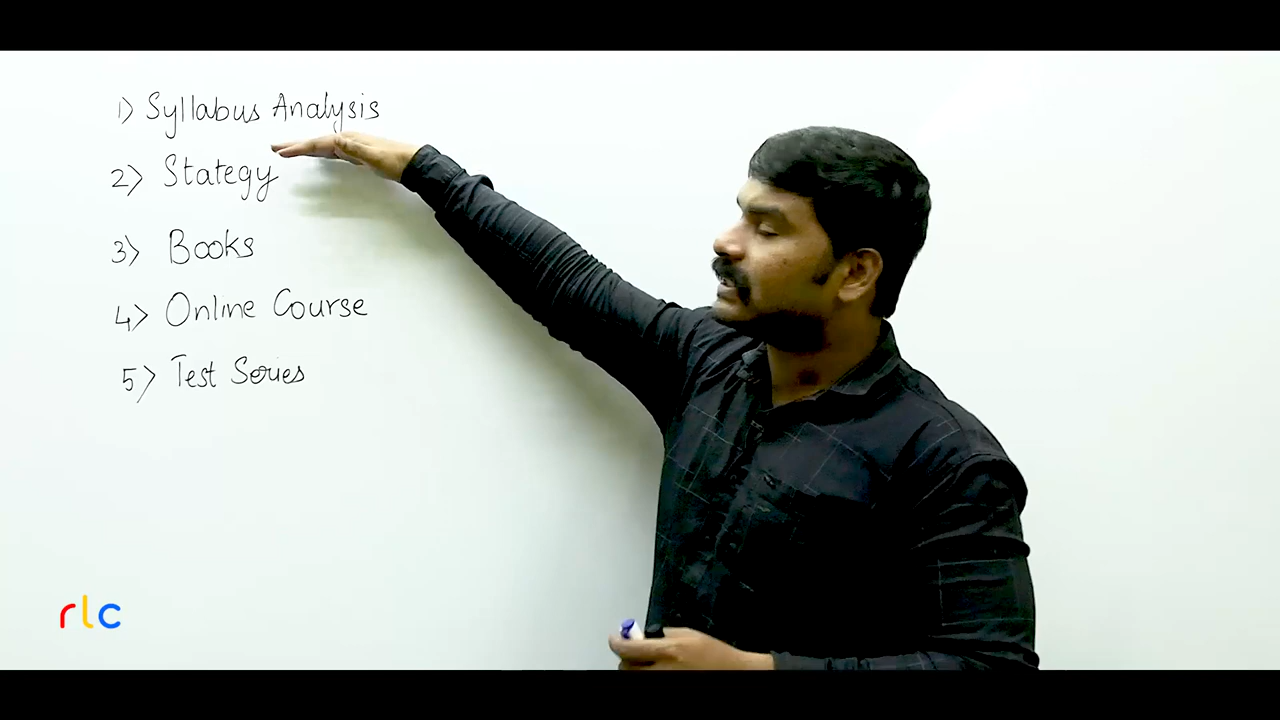 1) Syllabus Analysis
2) Stategy
3) Books
4) Online Course
5) Test Series
rlc